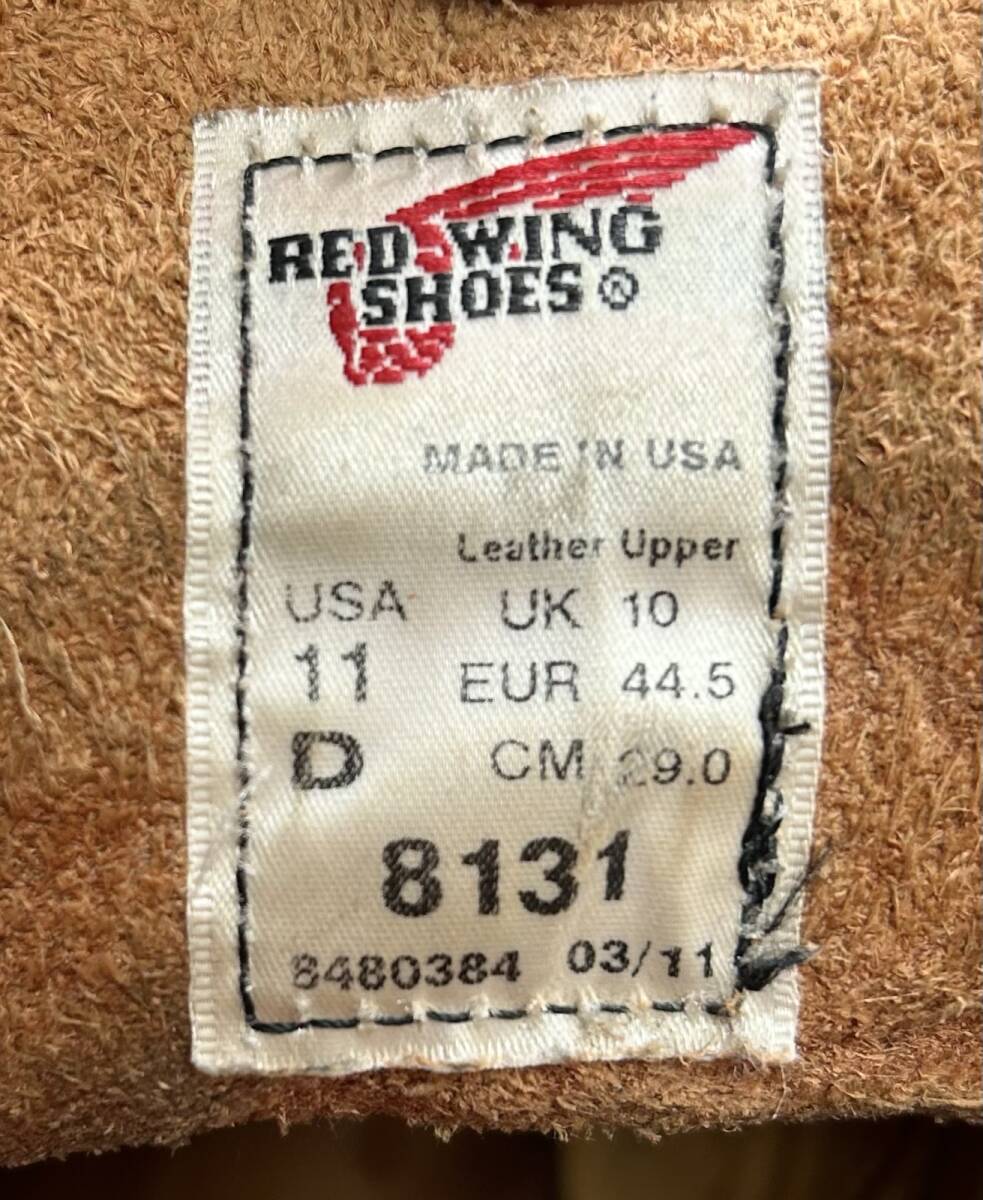 RED WING
SHOES ®
MADE IN USA
Leather Upper
USA UK 10
11 EUR 44.5
D CM 29.0
8131
8480384 03/11